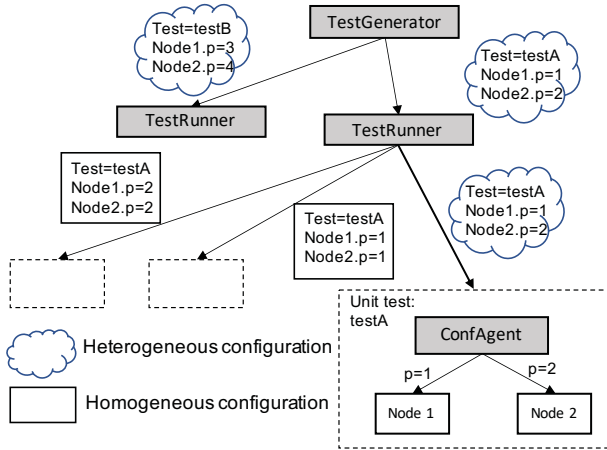 Test=testB
Node1.p=3
Node2.p=4
TestGenerator
Test=testA
Node1.p=1
Node2.p=2
TestRunner
TestRunner
Test=testA
Node1.p=2
Node2.p=2
Test=testA
Node1.p=1
Node2.p=1
Test=testA
Node1.p=1
Node2.p=2
Unit test:
testA
ConfAgent
p=1
p=2
Node 1
Node 2
Heterogeneous configuration
Homogeneous configuration